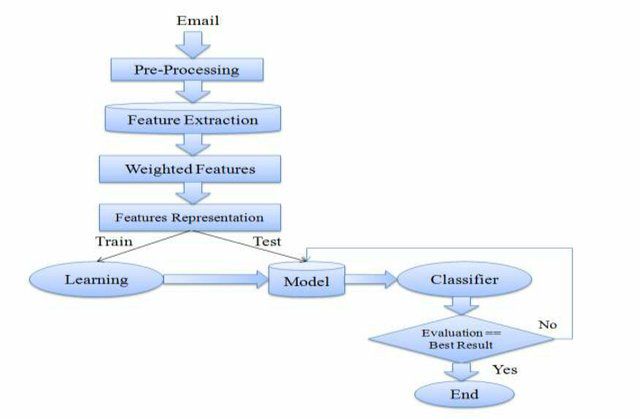 Email
Pre-Processing
Feature Extraction
Weighted Features
Features Representation
Train
Test
Learning
Model
Classifier
Evaluation ==
Best Result
No
Yes
End